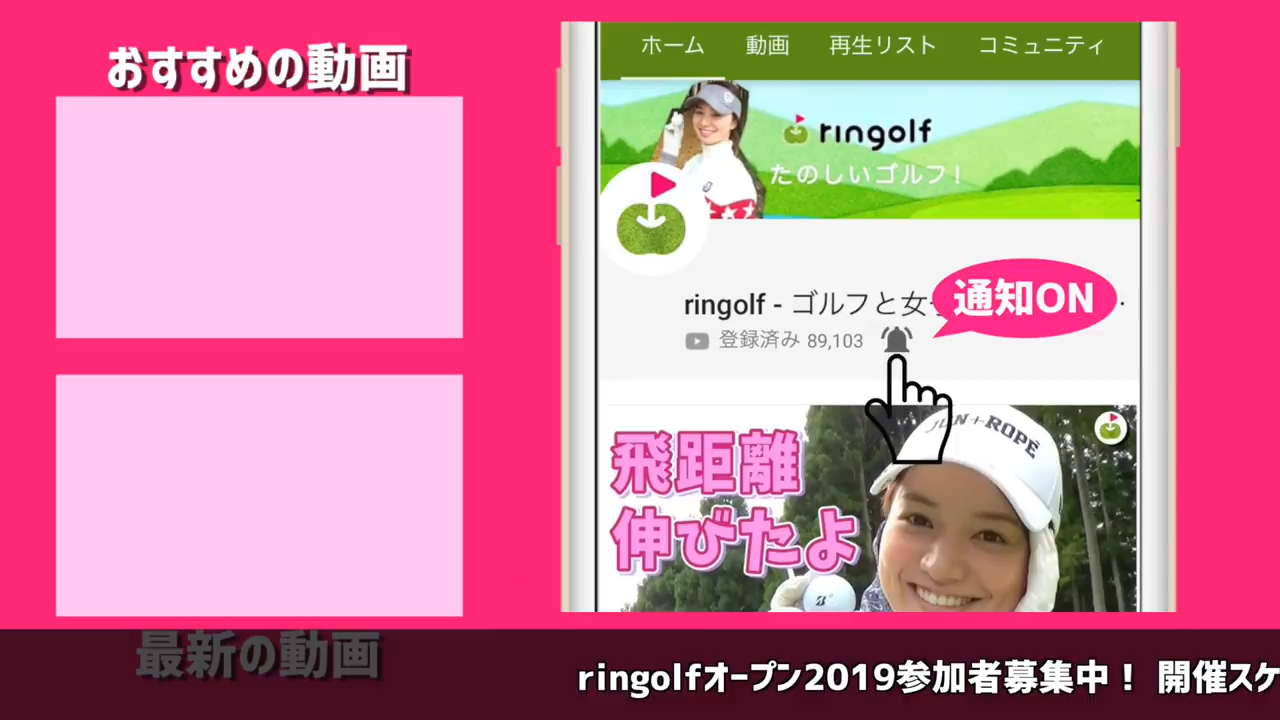 おすすめの動画
ホーム 動画 再生リスト コミュニティ
ringolf
たのしいゴルフ！
ringolf - ゴルフと女
通知ON
登録済み 89,103
JUN+ROPÉ
飛距離
伸びたよ
B
最新の動画
ringolfオープン2019参加者募集中！ 開催スケ